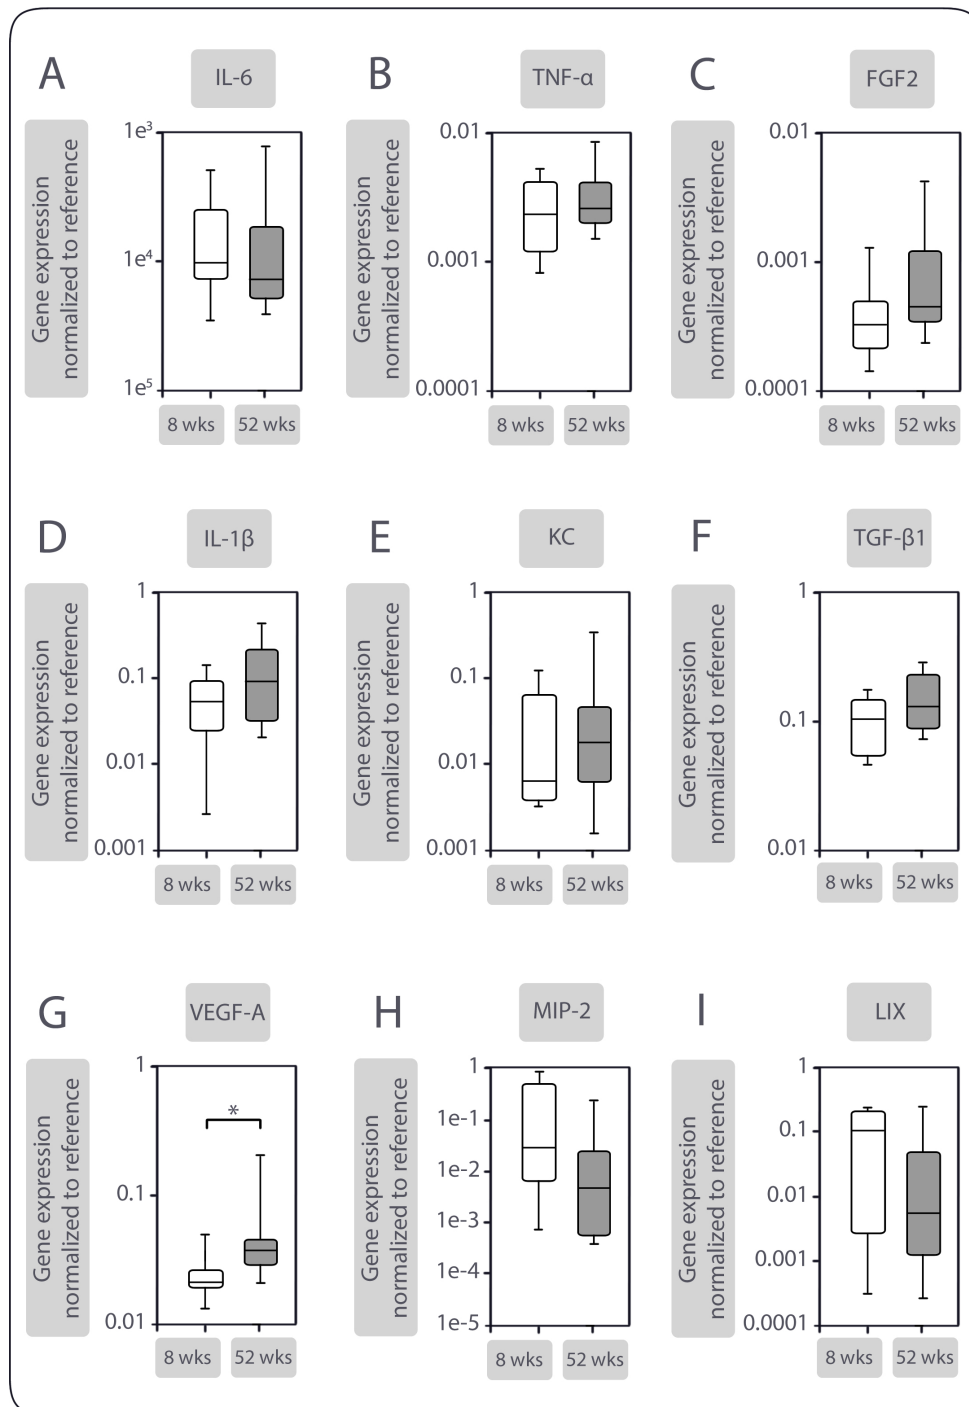 A
IL-6
B
TNF-α
C
FGF2
Gene expression
normalized to reference
1e³
1e⁴
1e⁵
8 wks
52 wks
Gene expression
normalized to reference
0.01
0.001
0.0001
8 wks
52 wks
Gene expression
normalized to reference
0.01
0.001
0.0001
8 wks
52 wks
D
IL-1β
E
KC
F
TGF-β1
Gene expression
normalized to reference
1
0.1
0.01
0.001
8 wks
52 wks
Gene expression
normalized to reference
1
0.1
0.01
0.001
8 wks
52 wks
Gene expression
normalized to reference
1
0.1
0.01
8 wks
52 wks
G
VEGF-A
H
MIP-2
I
LIX
Gene expression
normalized to reference
1
0.1
0.01
*
8 wks
52 wks
Gene expression
normalized to reference
1
1e-1
1e-2
1e-3
1e-4
1e-5
8 wks
52 wks
Gene expression
normalized to reference
1
0.1
0.01
0.001
0.0001
8 wks
52 wks